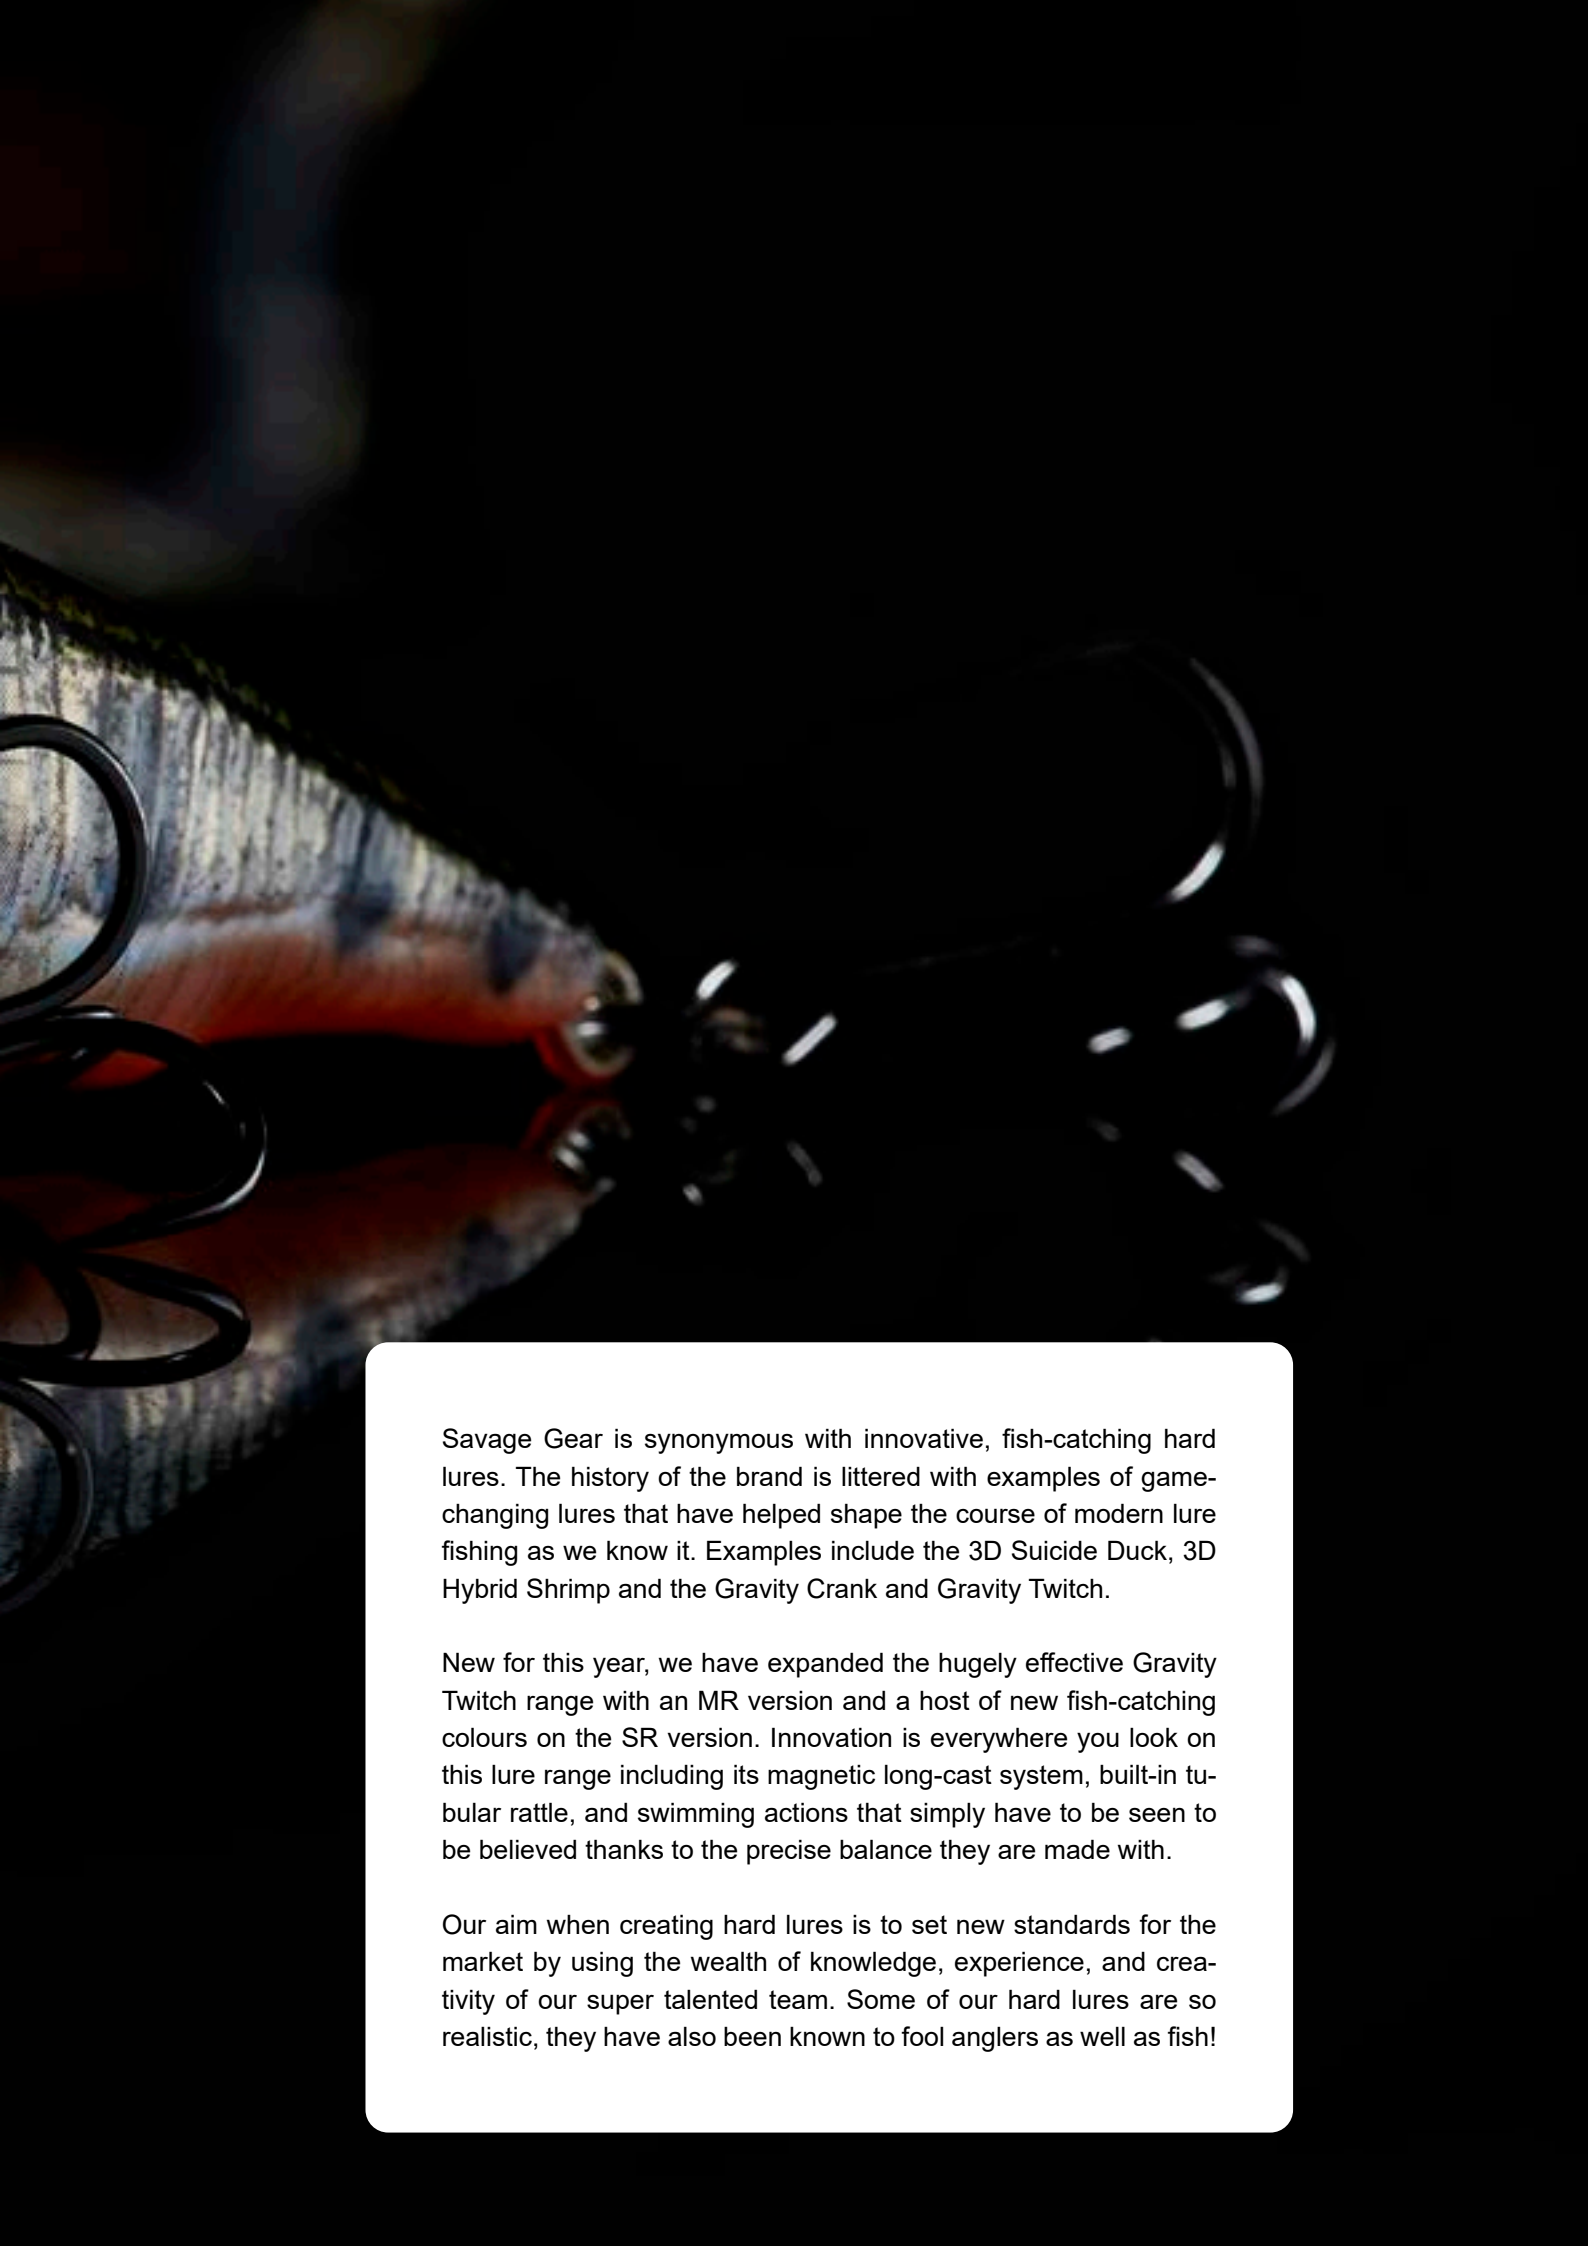 Savage Gear is synonymous with innovative, fish-catching hard
lures. The history of the brand is littered with examples of game-
changing lures that have helped shape the course of modern lure
fishing as we know it. Examples include the 3D Suicide Duck, 3D
Hybrid Shrimp and the Gravity Crank and Gravity Twitch.
New for this year, we have expanded the hugely effective Gravity
Twitch range with an MR version and a host of new fish-catching
colours on the SR version. Innovation is everywhere you look on
this lure range including its magnetic long-cast system, built-in tu-
bular rattle, and swimming actions that simply have to be seen to
be believed thanks to the precise balance they are made with.
Our aim when creating hard lures is to set new standards for the
market by using the wealth of knowledge, experience, and crea-
tivity of our super talented team. Some of our hard lures are so
realistic, they have also been known to fool anglers as well as fish!